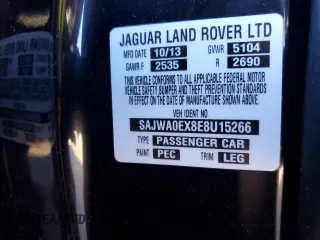 JAGUAR LAND ROVER LTD
MFT 10/13 GVWR 5104
GAWR F 2535 R 2690
THIS VEHICLE CONFORMS TO ALL APPLICABLE FEDERAL MOTOR
VEHICLE SAFETY, BUMPER AND THEFT PREVENTION STANDARDS
IN EFFECT ON THE DATE OF MANUFACTURE SHOWN ABOVE
VEH IDENT NO
SAJWA0EX8E8U15266
TYPE PASSENGER CAR
PAINT PEC TRIM LEG